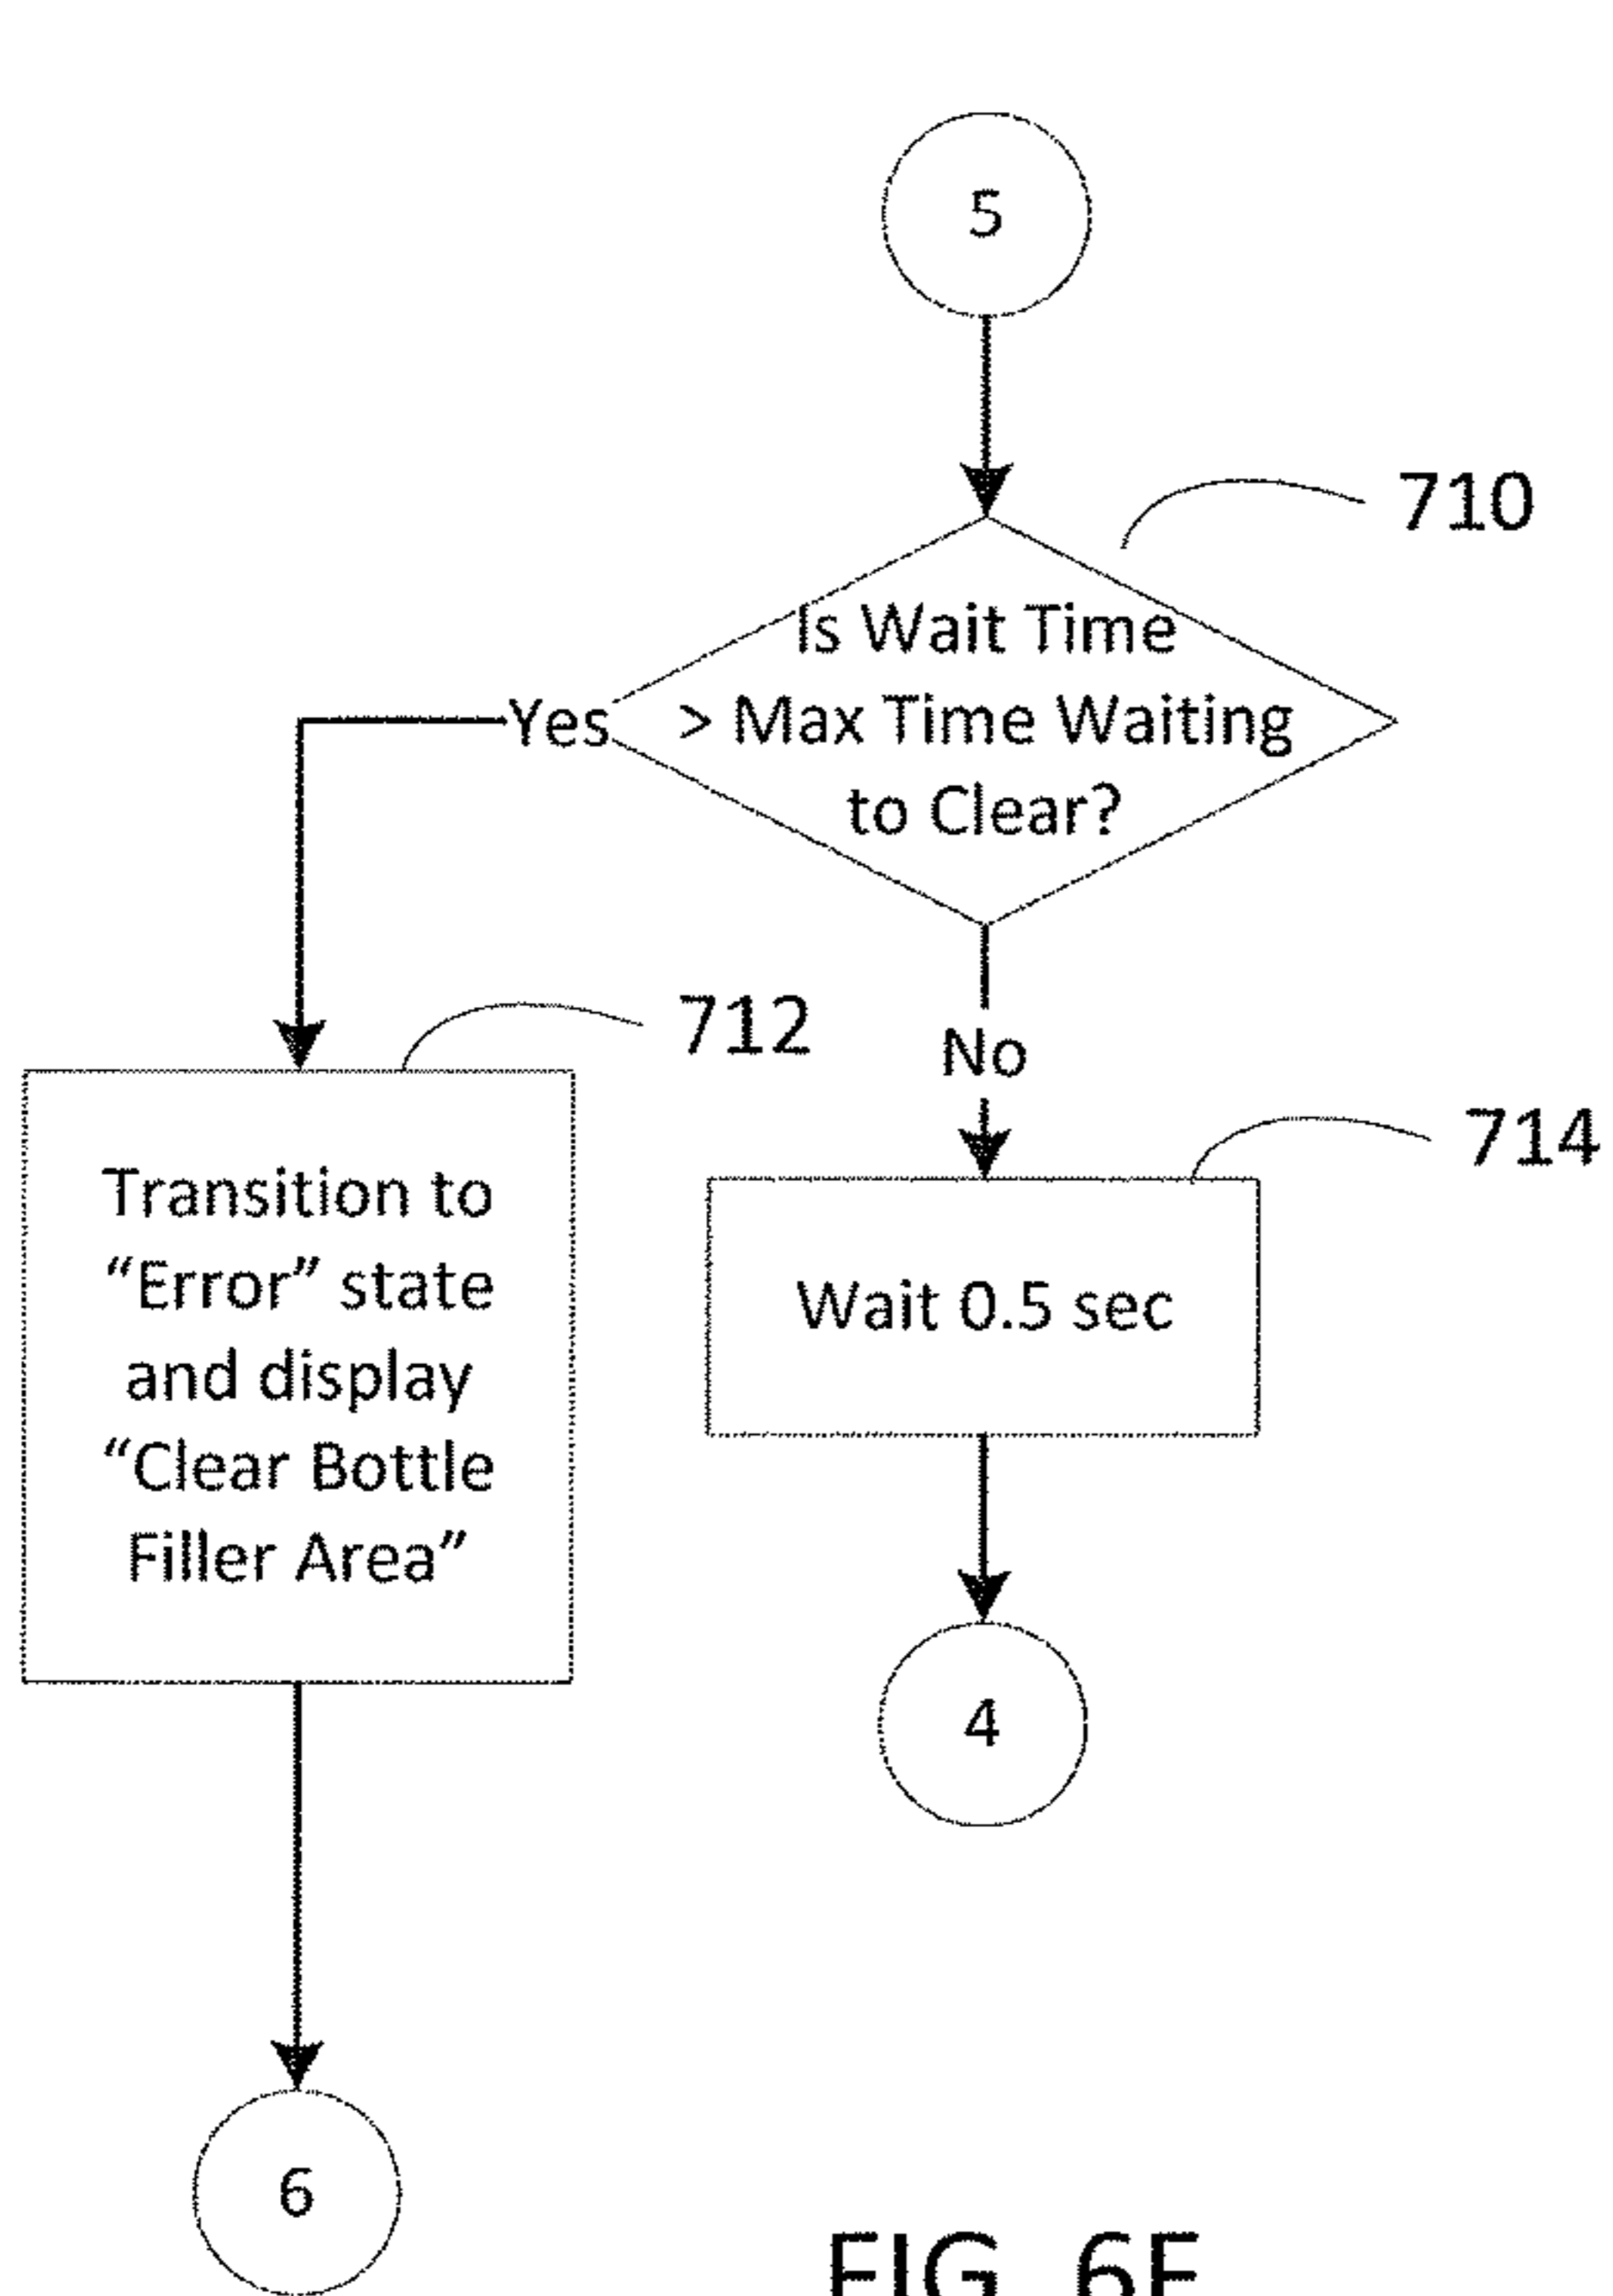 5
710
Is Wait Time
Yes
> Max Time Waiting
to Clear?
712
No
714
Transition to
“Error” state
and display
“Clear Bottle
Filler Area”
Wait 0.5 sec
4
6
FIG.